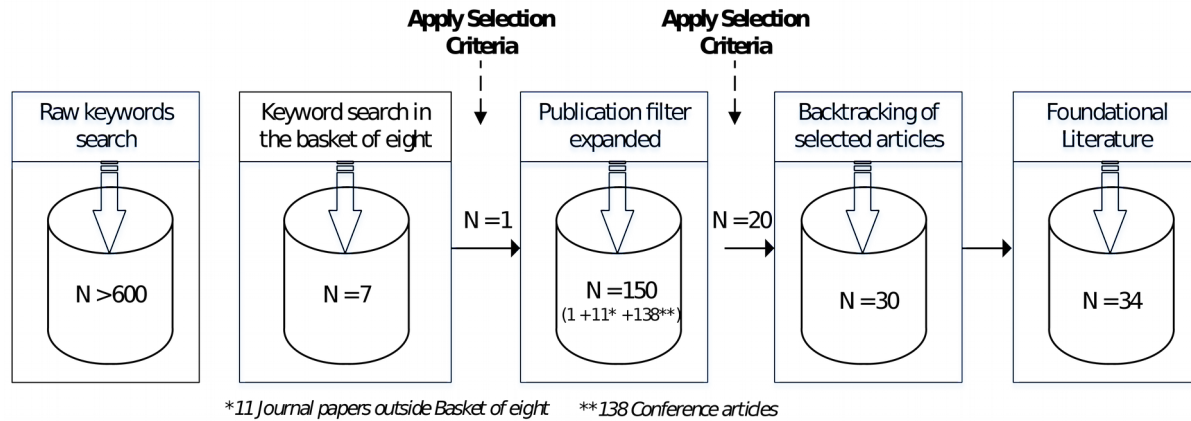 Apply Selection
Criteria
Apply Selection
Criteria
Raw keywords
search
Keyword search in
the basket of eight
Publication filter
expanded
Backtracking of
selected articles
Foundational
Literature
N >600
N =7
N =1
N =150
(1 +11* +138**)
N =20
N =30
N =34
*11 Journal papers outside Basket of eight
**138 Conference articles